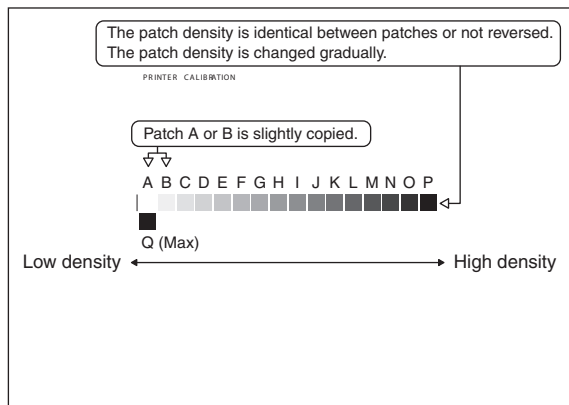 The patch density is identical between patches or not reversed.
The patch density is changed gradually.
PRINTER CALIBRATION
Patch A or B is slightly copied.
A B C D E F G H I J K L M N O P
Q (Max)
Low density High density